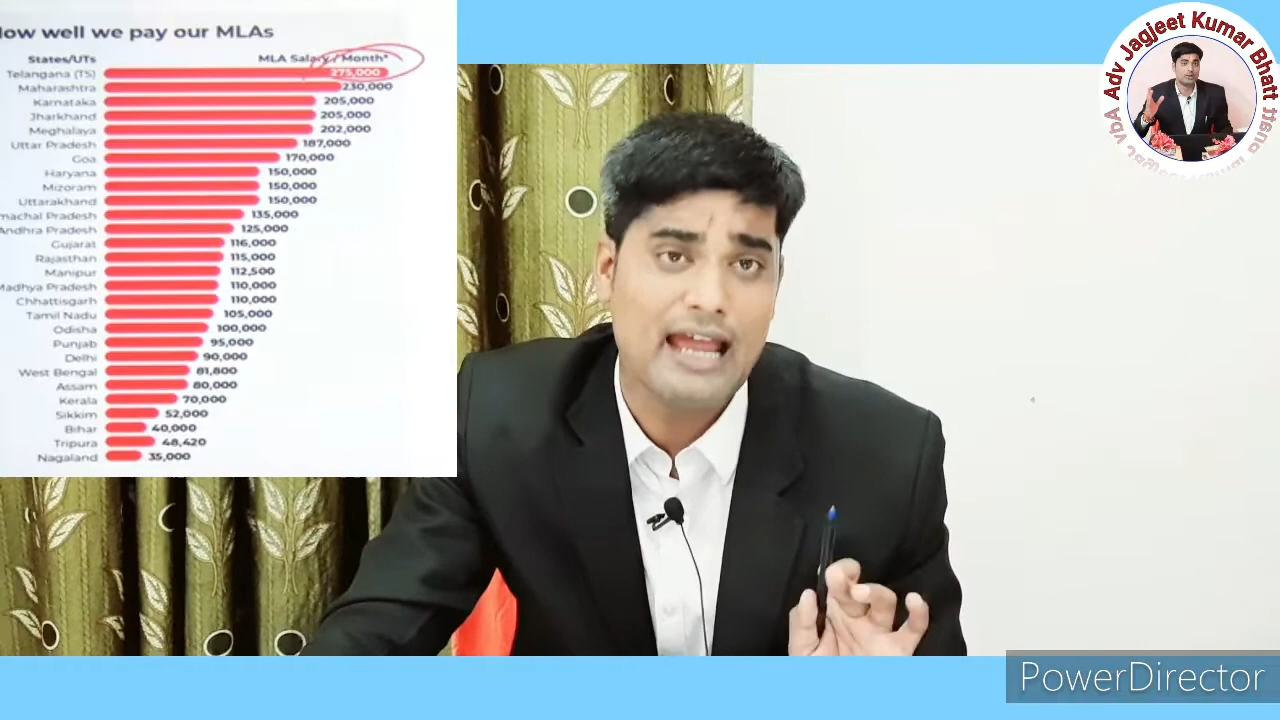 How well we pay our MLAs
States/UTs MLA Salary / Month*
Telangana (TS) 275,000
Maharashtra 230,000
Karnataka 205,000
Jharkhand 205,000
Meghalaya 202,000
Uttar Pradesh 187,000
Goa 170,000
Haryana 150,000
Mizoram 150,000
Uttarakhand 150,000
machal Pradesh 135,000
Andhra Pradesh 125,000
Gujarat 116,000
Rajasthan 115,000
Manipur 112,500
Madhya Pradesh 110,000
Chhattisgarh 110,000
Tamil Nadu 105,000
Odisha 100,000
Punjab 95,000
Delhi 90,000
West Bengal 81,800
Assam 80,000
Kerala 70,000
Sikkim 52,000
Bihar 40,000
Tripura 48,420
Nagaland 35,000
Adv Jagjeet Kumar Bhatt
PowerDirector